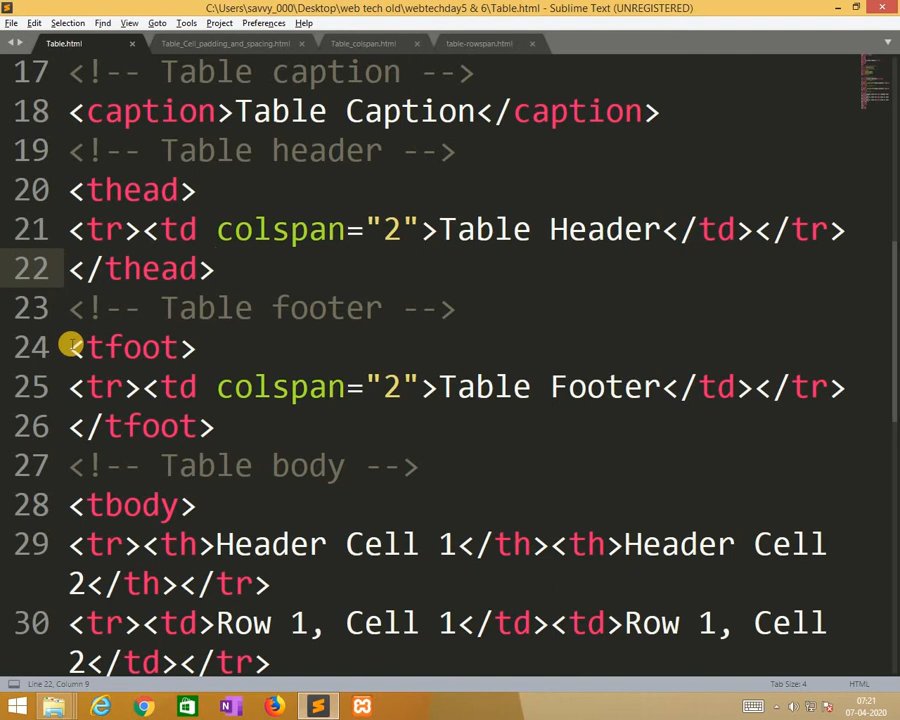 C:\Users\savvy_000\Desktop\web tech old\webtechday5 & 6\Table.html - Sublime Text (UNREGISTERED)
File Edit Selection Find View Goto Tools Project Preferences Help
Table.html Table_Cell_padding_and_spacing.html Table_colspan.html table-rowspan.html
17 <!-- Table caption -->
18 <caption>Table Caption</caption>
19 <!-- Table header -->
20 <thead>
21 <tr><td colspan="2">Table Header</td></tr>
22 </thead>
23 <!-- Table footer -->
24 <tfoot>
25 <tr><td colspan="2">Table Footer</td></tr>
26 </tfoot>
27 <!-- Table body -->
28 <tbody>
29 <tr><th>Header Cell 1</th><th>Header Cell
2</th></tr>
30 <tr><td>Row 1, Cell 1</td><td>Row 1, Cell
2</td></tr>
Line 22, Column 9 Tab Size: 4 HTML
07:21
07-04-2020